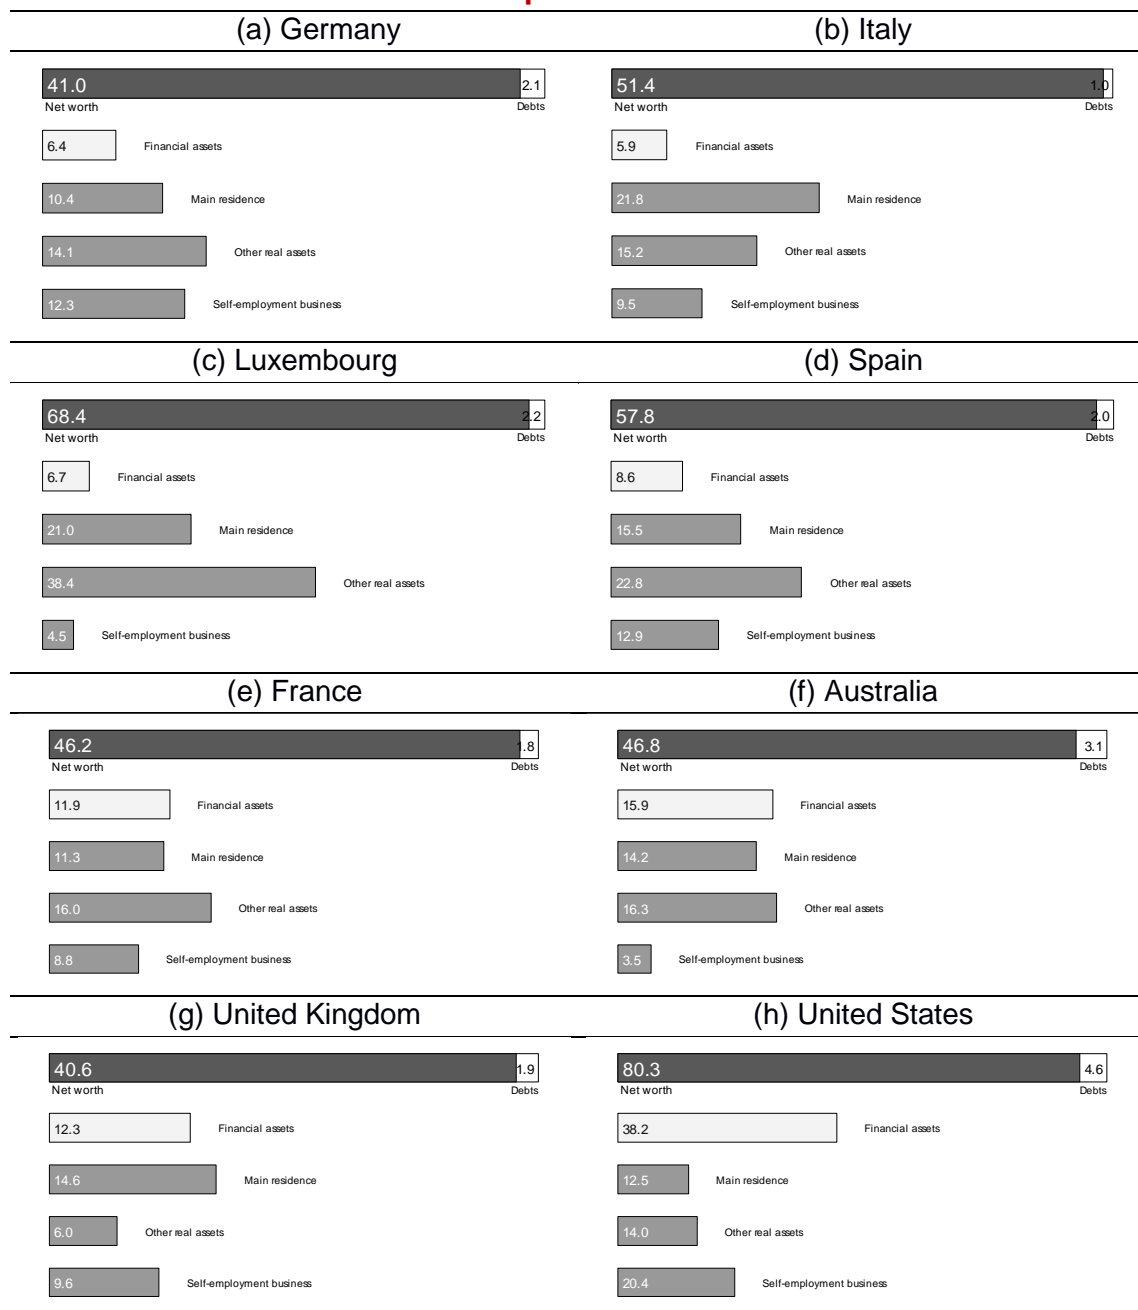 (a) Germany
(b) Italy
41.0 2.1
Net worth Debts
6.4 Financial assets
10.4 Main residence
14.1 Other real assets
12.3 Self-employment business
51.4 1.0
Net worth Debts
5.9 Financial assets
21.8 Main residence
15.2 Other real assets
9.5 Self-employment business
(c) Luxembourg
(d) Spain
68.4 2.2
Net worth Debts
6.7 Financial assets
21.0 Main residence
38.4 Other real assets
4.5 Self-employment business
57.8 2.0
Net worth Debts
8.6 Financial assets
15.5 Main residence
22.8 Other real assets
12.9 Self-employment business
(e) France
(f) Australia
46.2 1.8
Net worth Debts
11.9 Financial assets
11.3 Main residence
16.0 Other real assets
8.8 Self-employment business
46.8 3.1
Net worth Debts
15.9 Financial assets
14.2 Main residence
16.3 Other real assets
3.5 Self-employment business
(g) United Kingdom
(h) United States
40.6 1.9
Net worth Debts
12.3 Financial assets
14.6 Main residence
6.0 Other real assets
9.6 Self-employment business
80.3 4.6
Net worth Debts
38.2 Financial assets
12.5 Main residence
14.0 Other real assets
20.4 Self-employment business